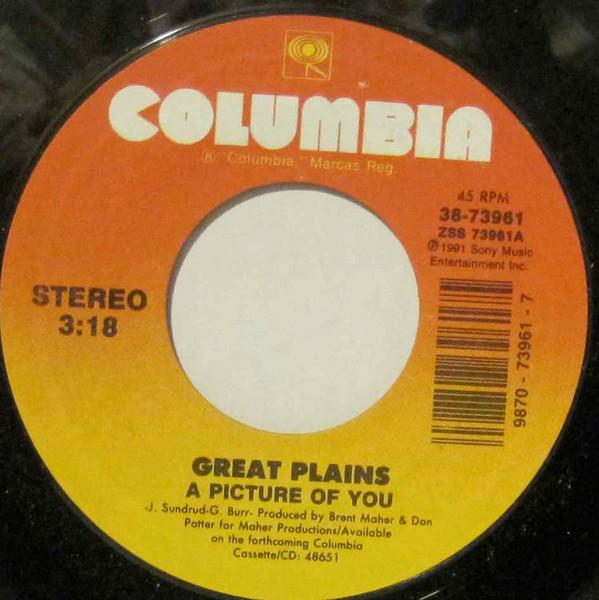 COLUMBIA
® "Columbia," Marcas Reg.
45 RPM
38-73961
ZSS 73961A
℗ 1991 Sony Music
Entertainment Inc.
STEREO
3:18
9870 - 73961 - 7
GREAT PLAINS
A PICTURE OF YOU
-J. Sundrud-G. Burr- Produced by Brent Maher & Don
Potter for Maher Productions/Available
on the forthcoming Columbia
Cassette/CD: 48651